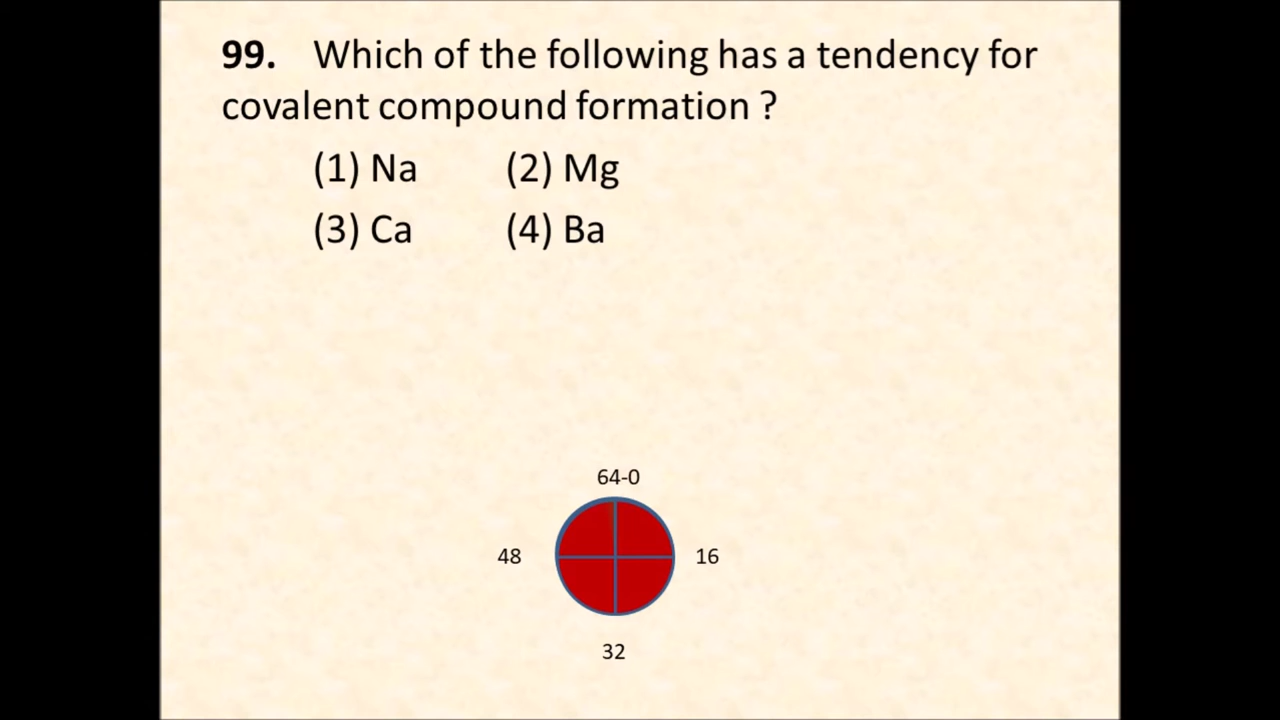 99. Which of the following has a tendency for
covalent compound formation ?
(1) Na (2) Mg
(3) Ca (4) Ba
64-0
48 16
32